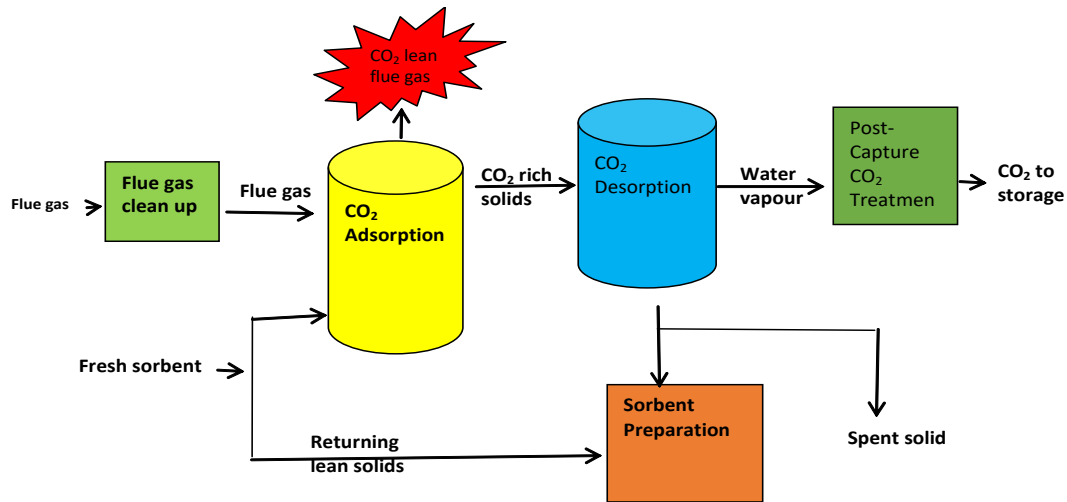 CO₂ lean
flue gas
Flue gas
Flue gas
clean up
Flue gas
CO₂
Adsorption
CO₂ rich
solids
CO₂
Desorption
Water
vapour
Post-
Capture
CO₂
Treatmen
CO₂ to
storage
Fresh sorbent
Returning
lean solids
Sorbent
Preparation
Spent solid